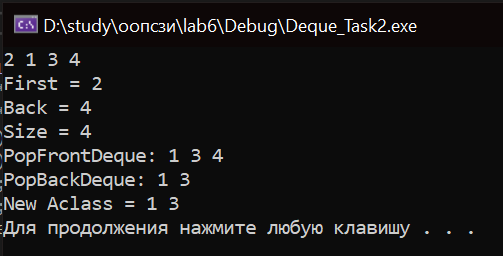 D:\study\оопсзи\lab6\Debug\Deque_Task2.exe
2 1 3 4
First = 2
Back = 4
Size = 4
PopFrontDeque: 1 3 4
PopBackDeque: 1 3
New Aclass = 1 3
Для продолжения нажмите любую клавишу . . .